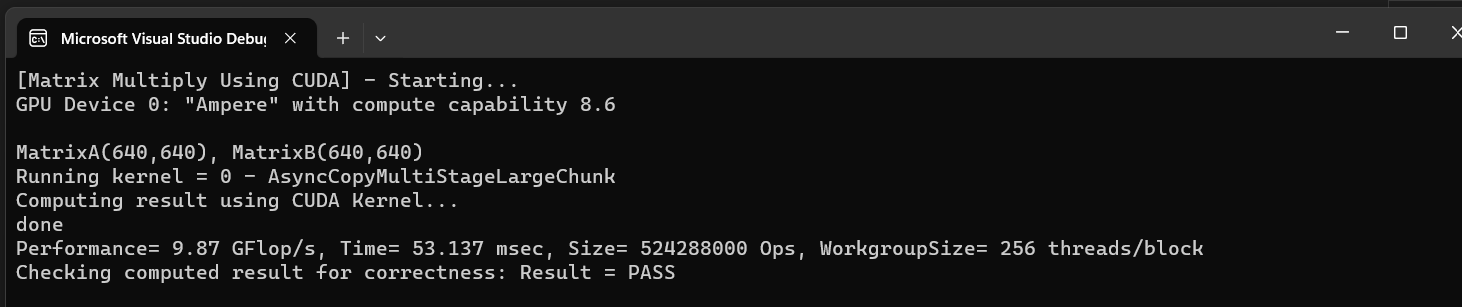 Microsoft Visual Studio Debug
[Matrix Multiply Using CUDA] - Starting...
GPU Device 0: "Ampere" with compute capability 8.6
MatrixA(640,640), MatrixB(640,640)
Running kernel = 0 - AsyncCopyMultiStageLargeChunk
Computing result using CUDA Kernel...
done
Performance= 9.87 GFlop/s, Time= 53.137 msec, Size= 524288000 Ops, WorkgroupSize= 256 threads/block
Checking computed result for correctness: Result = PASS